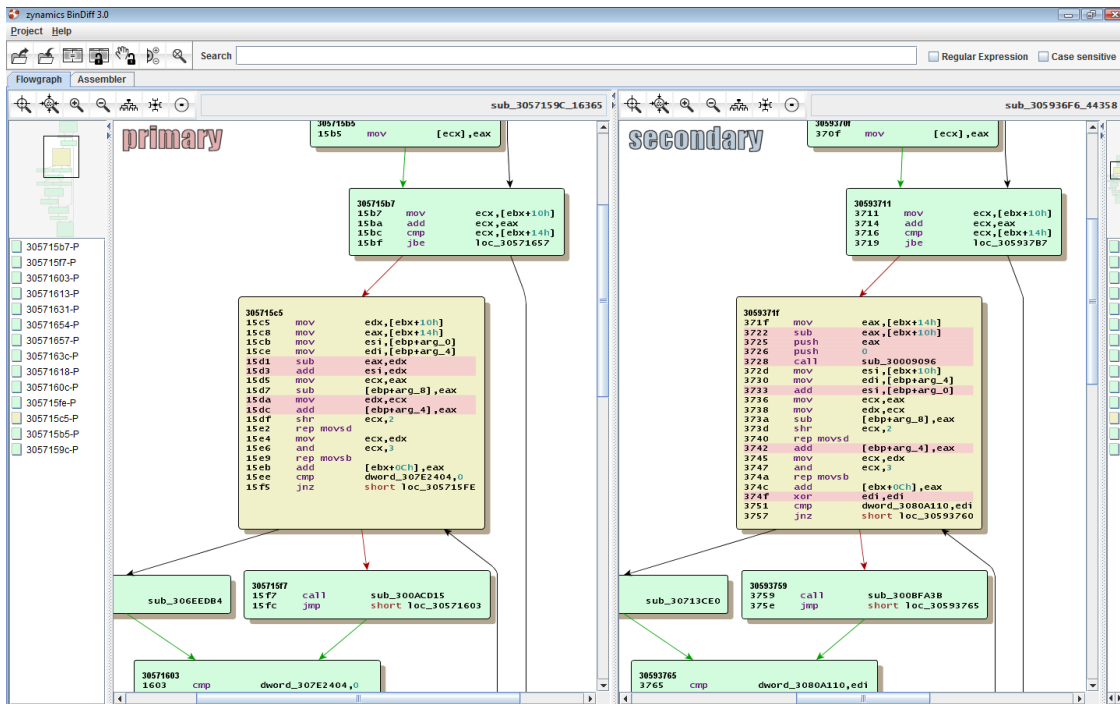 zynamics BinDiff 3.0
Project Help
Search
Regular Expression
Case sensitive
Flowgraph
Assembler
sub_3057159C_16365
sub_305936F6_44358
305715b7-P
305715f7-P
30571603-P
30571613-P
30571631-P
30571654-P
30571657-P
3057163c-P
30571618-P
3057160c-P
305715fe-P
305715c5-P
305715b5-P
3057159c-P
primary
305715b5
15b5 mov [ecx],eax
305715b7
15b7 mov ecx,[ebx+10h]
15ba add ecx,eax
15bc cmp ecx,[ebx+14h]
15bf jbe loc_30571657
305715c5
15c5 mov edx,[ebx+10h]
15c8 mov eax,[ebx+14h]
15cb mov esi,[ebp+arg_0]
15ce mov edi,[ebp+arg_4]
15d1 sub eax,edx
15d3 add esi,edx
15d5 mov ecx,eax
15d7 sub [ebp+arg_8],eax
15da mov edx,ecx
15dc add [ebp+arg_4],eax
15df shr ecx,2
15e2 rep movsd
15e4 mov ecx,edx
15e6 and ecx,3
15e9 rep movsb
15eb add [ebx+0Ch],eax
15ee cmp dword_307E2404,0
15f5 jnz short loc_305715FE
sub_306EEDB4
305715f7
15f7 call sub_300ACD15
15fc jmp short loc_30571603
30571603
1603 cmp dword_307E2404,0
secondary
3059370f
370f mov [ecx],eax
30593711
3711 mov ecx,[ebx+10h]
3714 add ecx,eax
3716 cmp ecx,[ebx+14h]
3719 jbe loc_305937B7
3059371f
371f mov eax,[ebx+14h]
3722 sub eax,[ebx+10h]
3725 push eax
3726 push 0
3728 call sub_30009096
372d mov esi,[ebx+10h]
3730 mov edi,[ebp+arg_4]
3733 add esi,[ebp+arg_0]
3736 mov ecx,eax
3738 mov edx,ecx
373a sub [ebp+arg_8],eax
373d shr ecx,2
3740 rep movsd
3742 add [ebp+arg_4],eax
3745 mov ecx,edx
3747 and ecx,3
374a rep movsb
374c add [ebx+0Ch],eax
374f xor edi,edi
3751 cmp dword_3080A110,edi
3757 jnz short loc_30593760
sub_30713CE0
30593759
3759 call sub_300BFA3B
375e jmp short loc_30593765
30593765
3765 cmp dword_3080A110,edi